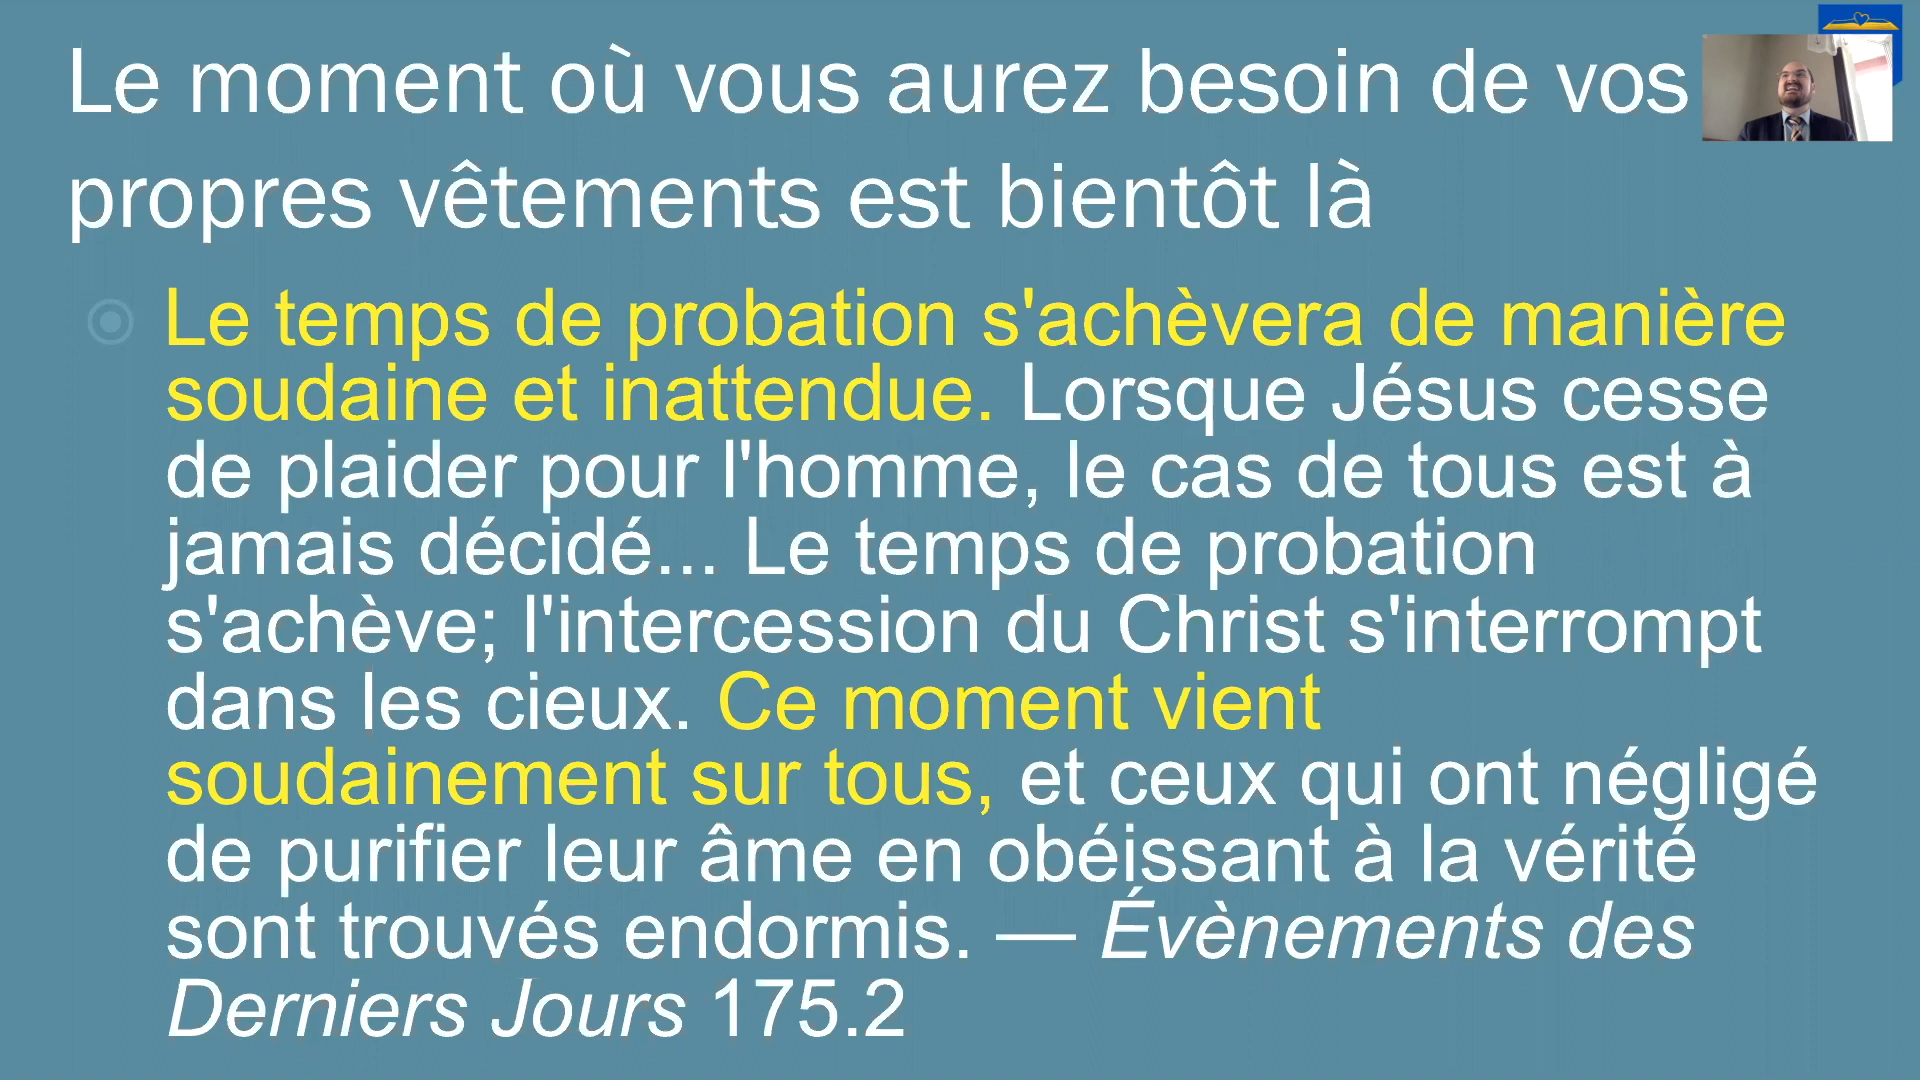 Le moment où vous aurez besoin de vos
propres vêtements est bientôt là
Le temps de probation s'achèvera de manière
soudaine et inattendue. Lorsque Jésus cesse
de plaider pour l'homme, le cas de tous est à
jamais décidé... Le temps de probation
s'achève; l'intercession du Christ s'interrompt
dans les cieux. Ce moment vient
soudainement sur tous, et ceux qui ont négligé
de purifier leur âme en obéissant à la vérité
sont trouvés endormis. — Évènements des
Derniers Jours 175.2